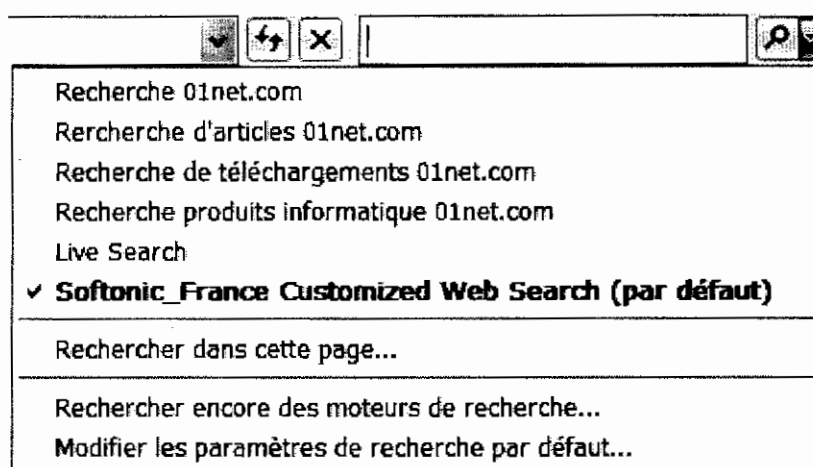 Recherche 01net.com
Rercherche d'articles 01net.com
Recherche de téléchargements 01net.com
Recherche produits informatique 01net.com
Live Search
Softonic_France Customized Web Search (par défaut)
Rechercher dans cette page...
Rechercher encore des moteurs de recherche...
Modifier les paramètres de recherche par défaut...